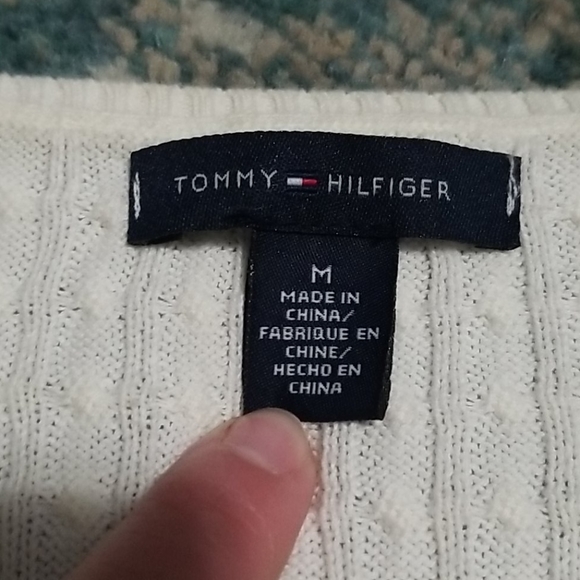 TOMMY HILFIGER
M
MADE IN
CHINA/
FABRIQUE EN
CHINE/
HECHO EN
CHINA